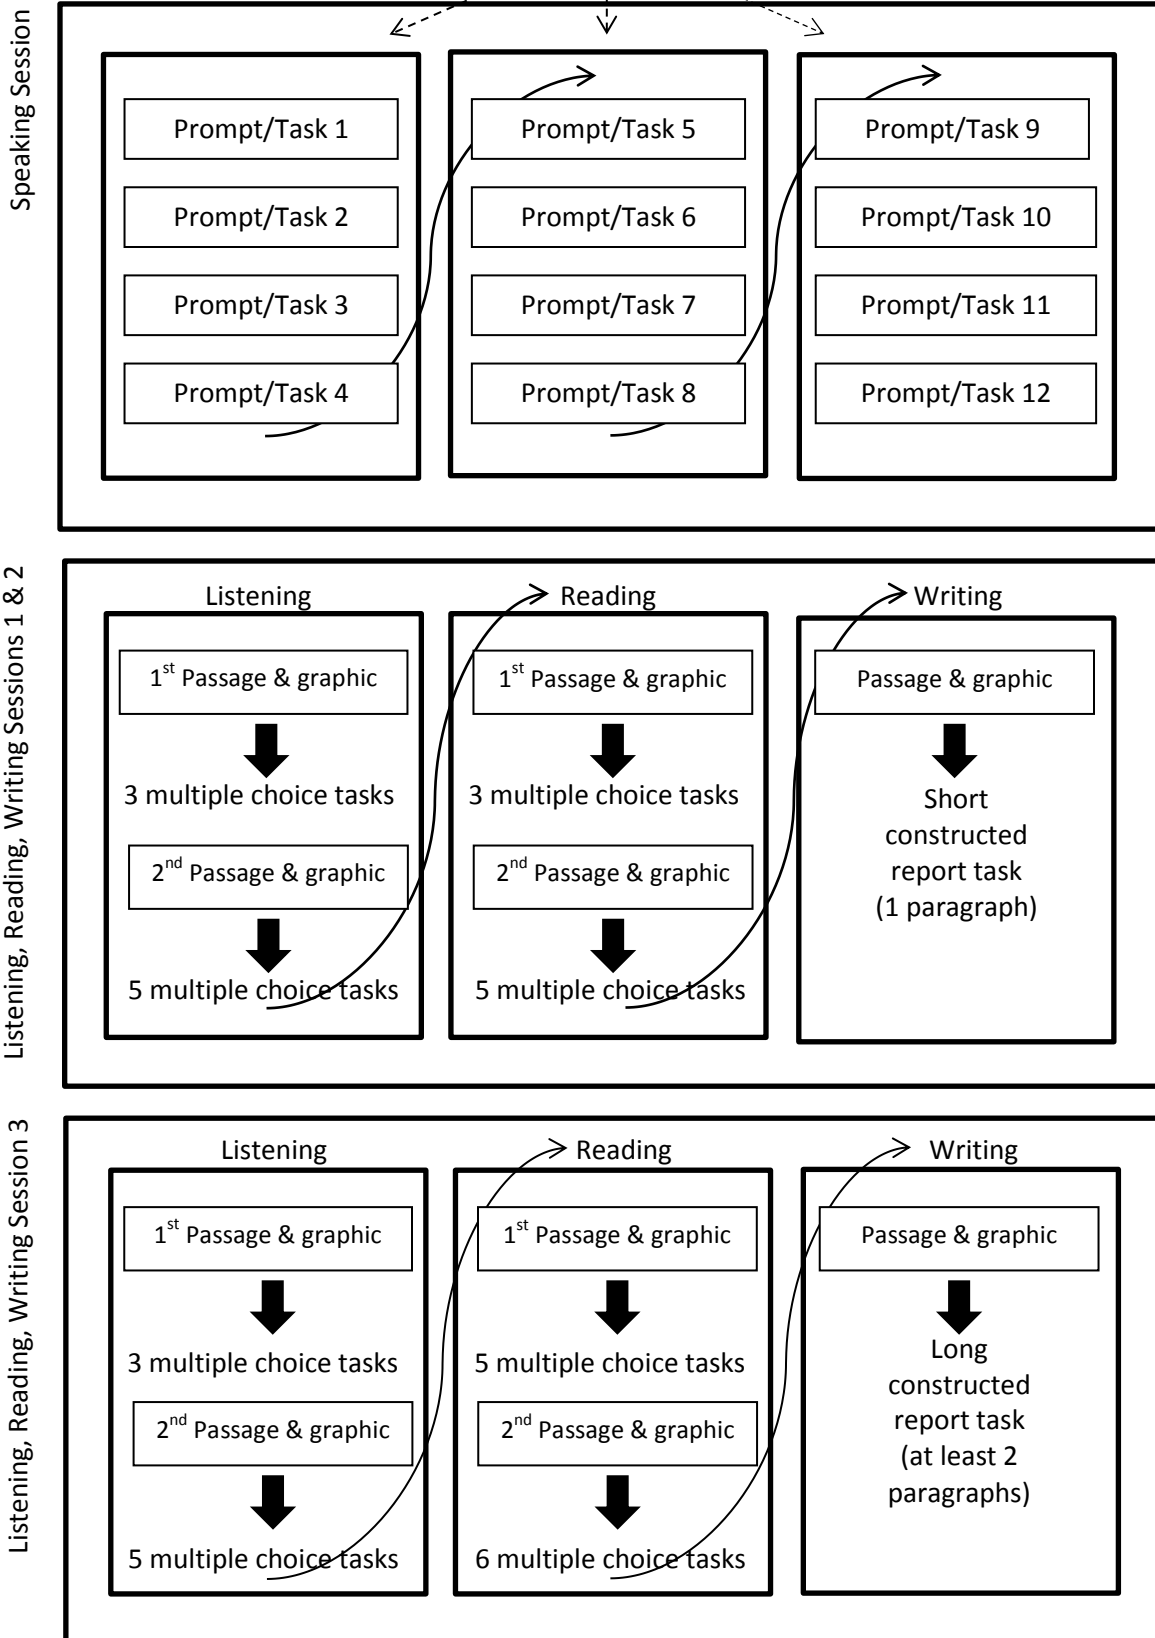 Speaking Session
Prompt/Task 1
Prompt/Task 2
Prompt/Task 3
Prompt/Task 4
Prompt/Task 5
Prompt/Task 6
Prompt/Task 7
Prompt/Task 8
Prompt/Task 9
Prompt/Task 10
Prompt/Task 11
Prompt/Task 12
Listening, Reading, Writing Sessions 1 & 2
Listening
1st Passage & graphic
3 multiple choice tasks
2nd Passage & graphic
5 multiple choice tasks
Reading
1st Passage & graphic
3 multiple choice tasks
2nd Passage & graphic
5 multiple choice tasks
Writing
Passage & graphic
Short
constructed
report task
(1 paragraph)
Listening, Reading, Writing Session 3
Listening
1st Passage & graphic
3 multiple choice tasks
2nd Passage & graphic
5 multiple choice tasks
Reading
1st Passage & graphic
5 multiple choice tasks
2nd Passage & graphic
6 multiple choice tasks
Writing
Passage & graphic
Long
constructed
report task
(at least 2
paragraphs)